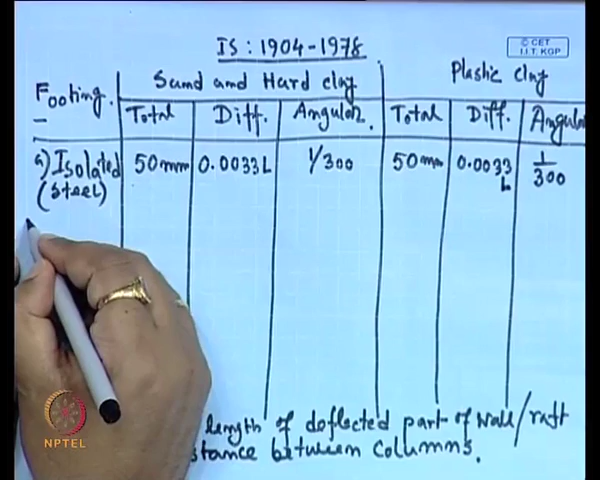 IS : 1904-1978
© CET
I.I.T. KGP
Footing. Sand and Hard clay Plastic clay
Total Diff. Angular. Total Diff. Angular
a) Isolated (Steel) 50mm 0.0033L 1/300 50mm 0.0033 L 1/300
length of deflected part of wall/raft
stance between columns.
NPTEL